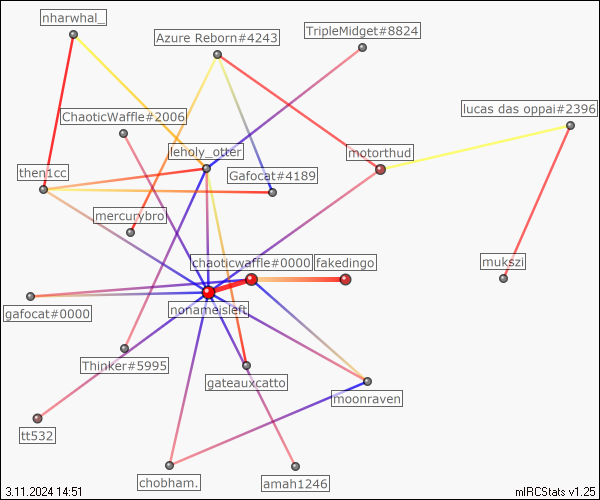 nharwhal_
TripleMidget#8824
Azure Reborn#4243
lucas das oppai#2396
ChaoticWaffle#2006
leholy_otter
motorthud
then1cc
Gafocat#4189
mercurybro
chaoticwaffle#0000
fakedingo
mukszi
nonameisleft
gafocat#0000
Thinker#5995
gateauxcatto
moonraven
tt532
chobham.
amah1246
3.11.2024 14:51
mIRCStats v1.25